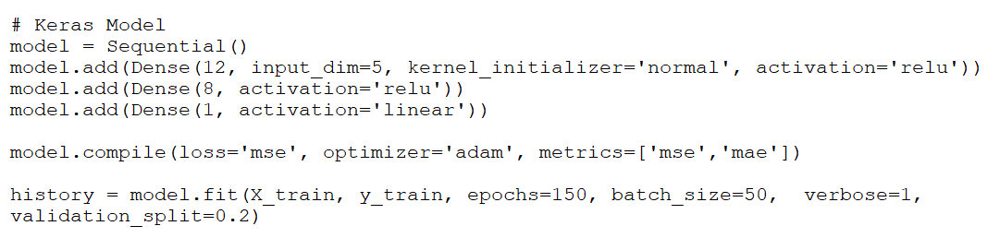 # Keras Model
model = Sequential()
model.add(Dense(12, input_dim=5, kernel_initializer='normal', activation='relu'))
model.add(Dense(8, activation='relu'))
model.add(Dense(1, activation='linear'))
model.compile(loss='mse', optimizer='adam', metrics=['mse','mae'])
history = model.fit(X_train, y_train, epochs=150, batch_size=50,  verbose=1,
validation_split=0.2)